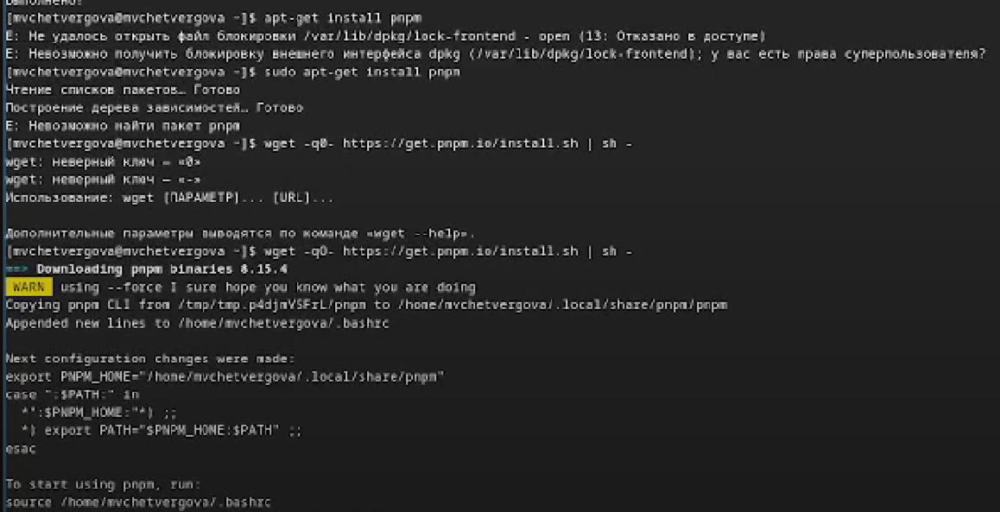 Выполнено!
[mvchetvergova@mvchetvergova ~]$ apt-get install pnpm
E: Не удалось открыть файл блокировки /var/lib/dpkg/lock-frontend - open (13: Отказано в доступе)
E: Невозможно получить блокировку внешнего интерфейса dpkg (/var/lib/dpkg/lock-frontend); у вас есть права суперпользователя?
[mvchetvergova@mvchetvergova ~]$ sudo apt-get install pnpm
Чтение списков пакетов… Готово
Построение дерева зависимостей… Готово
E: Невозможно найти пакет pnpm
[mvchetvergova@mvchetvergova ~]$ wget -q0- https://get.pnpm.io/install.sh | sh -
wget: неверный ключ — «0»
wget: неверный ключ — «-»
Использование: wget [ПАРАМЕТР]... [URL]...
Дополнительные параметры выводятся по команде «wget --help».
[mvchetvergova@mvchetvergova ~]$ wget -qO- https://get.pnpm.io/install.sh | sh -
==> Downloading pnpm binaries 8.15.4
WARN using --force I sure hope you know what you are doing
Copying pnpm CLI from /tmp/tmp.p4djmVSFrL/pnpm to /home/mvchetvergova/.local/share/pnpm/pnpm
Appended new lines to /home/mvchetvergova/.bashrc
Next configuration changes were made:
export PNPM_HOME="/home/mvchetvergova/.local/share/pnpm"
case ":$PATH:" in
*":$PNPM_HOME:"*) ;;
*) export PATH="$PNPM_HOME:$PATH" ;;
esac
To start using pnpm, run:
source /home/mvchetvergova/.bashrc